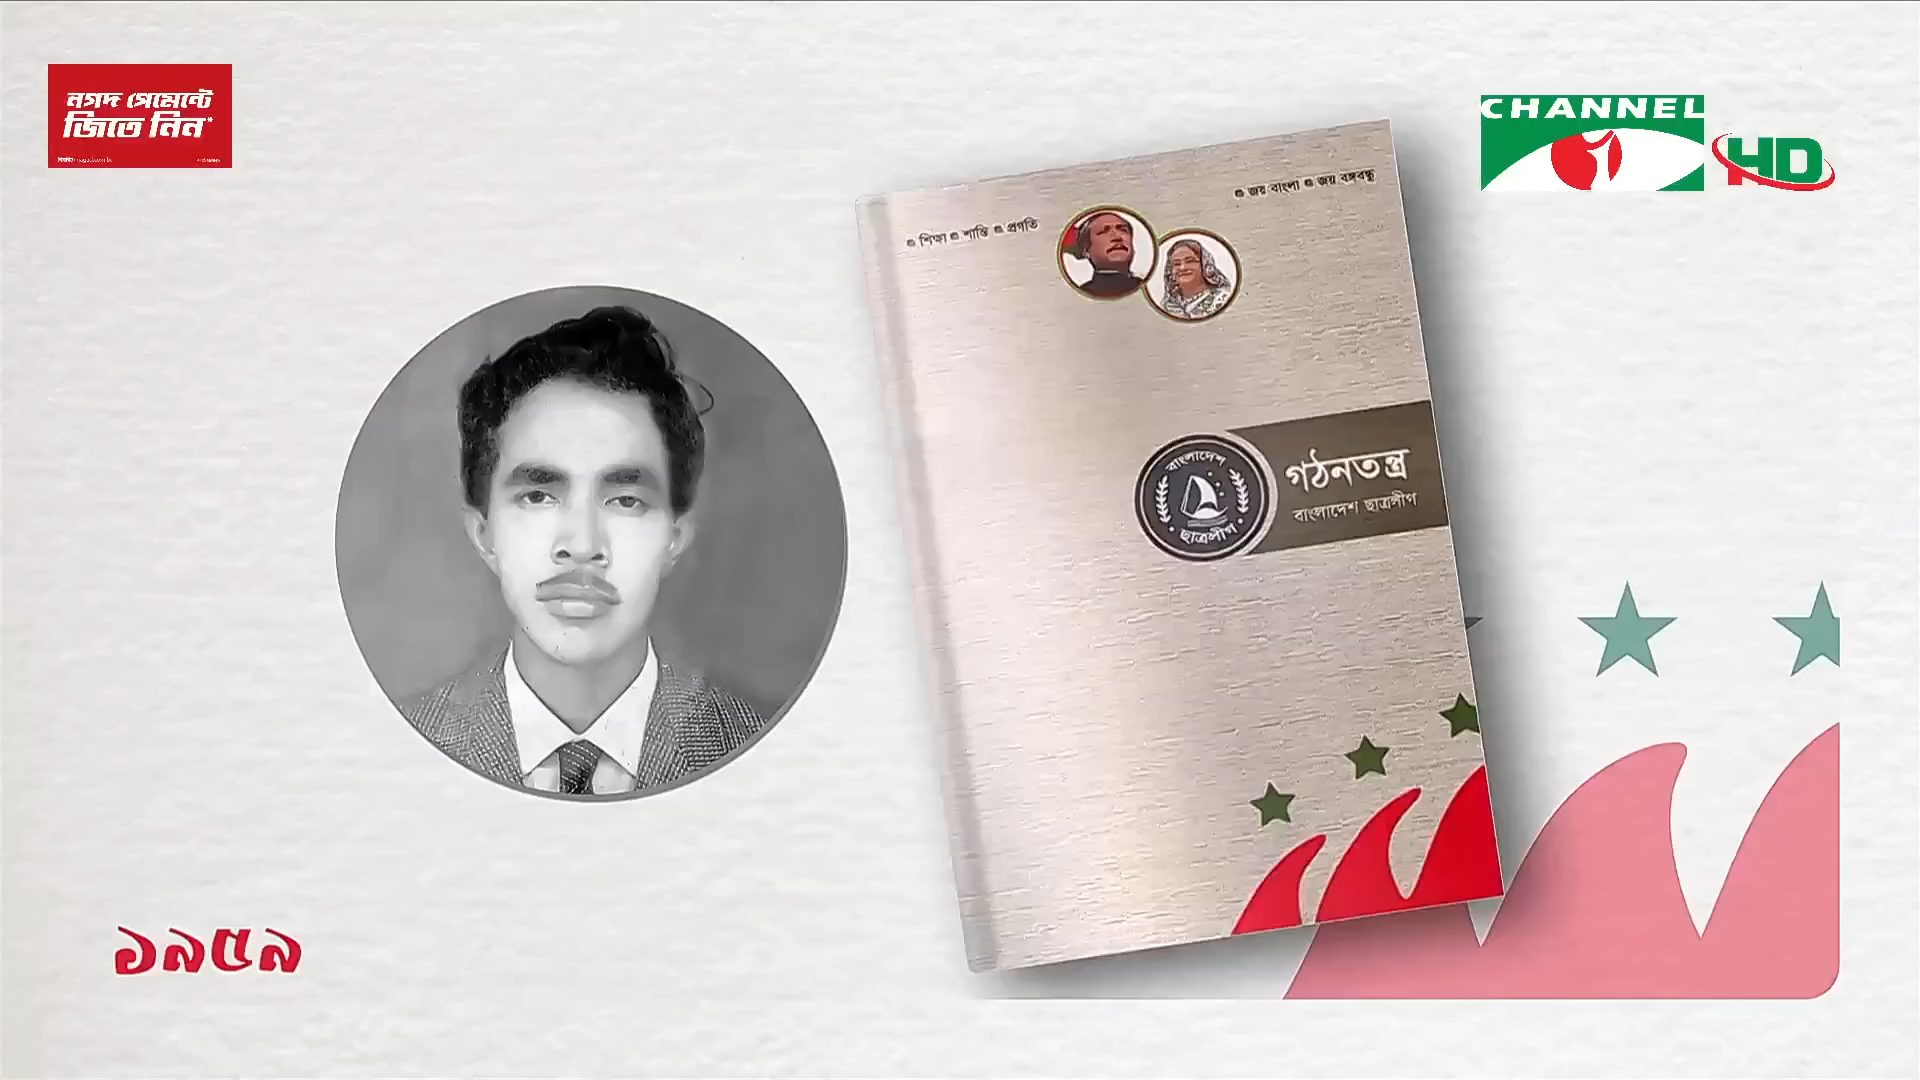 নগদ পেমেন্টে
জিতে নিন*
CHANNEL
i HD
শিক্ষা শান্তি প্রগতি
জয় বাংলা জয় বঙ্গবন্ধু
বাংলাদেশ
ছাত্রলীগ
গঠনতন্ত্র
বাংলাদেশ ছাত্রলীগ
১৯৫৯